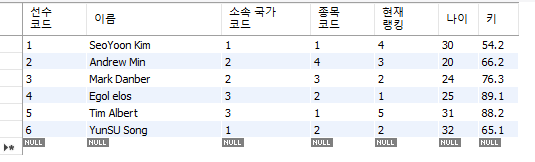 선수 코드 이름 소속 국가 코드 종목 코드 현재 랭킹 나이 키
1 SeoYoon Kim 1 1 4 30 54.2
2 Andrew Min 2 4 3 20 66.2
3 Mark Danber 2 3 2 24 76.3
4 Egol elos 3 2 1 25 89.1
5 Tim Albert 3 1 5 31 88.2
6 YunSU Song 1 2 2 32 65.1
NULL NULL NULL NULL NULL NULL NULL